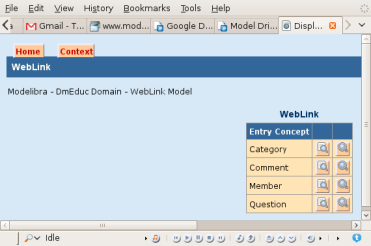 File Edit View History Bookmarks Tools Help
Gmail - T... www.mod... Google D... Model Dri... Displ...
Home Context
WebLink
Modelibra - DmEduc Domain - WebLink Model
WebLink
Entry Concept
Category
Comment
Member
Question
Idle